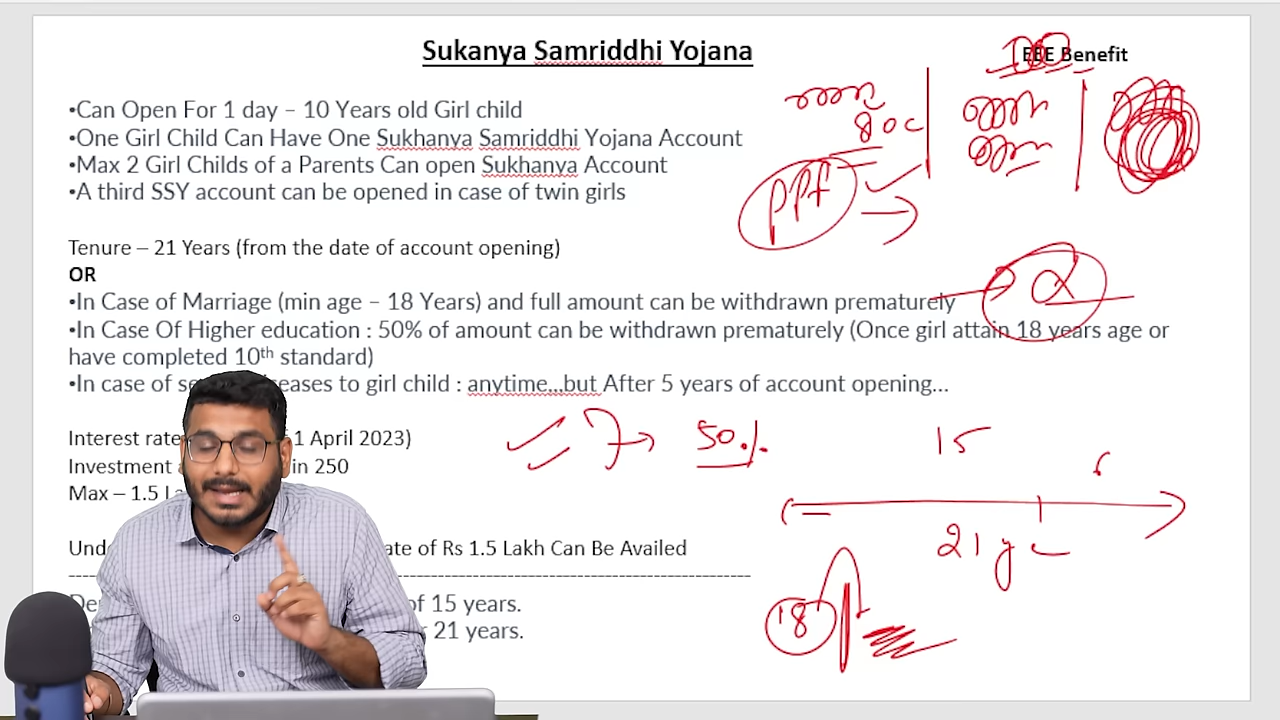 Sukanya Samriddhi Yojana
EEE Benefit
•Can Open For 1 day – 10 Years old Girl child
•One Girl Child Can Have One Sukhanya Samriddhi Yojana Account
•Max 2 Girl Childs of a Parents Can open Sukhanya Account
•A third SSY account can be opened in case of twin girls
80c
PPF
Tenure – 21 Years (from the date of account opening)
OR
•In Case of Marriage (min age – 18 Years) and full amount can be withdrawn prematurely
•In Case Of Higher education : 50% of amount can be withdrawn prematurely (Once girl attain 18 years age or
have completed 10th standard)
•In case of to girl child : anytime...but After 5 years of account opening...
Interest rate 1 April 2023)
50%
15
6
Investment in 250
Max – 1.5
21 y
ate of Rs 1.5 Lakh Can Be Availed
18
of 15 years.
21 years.